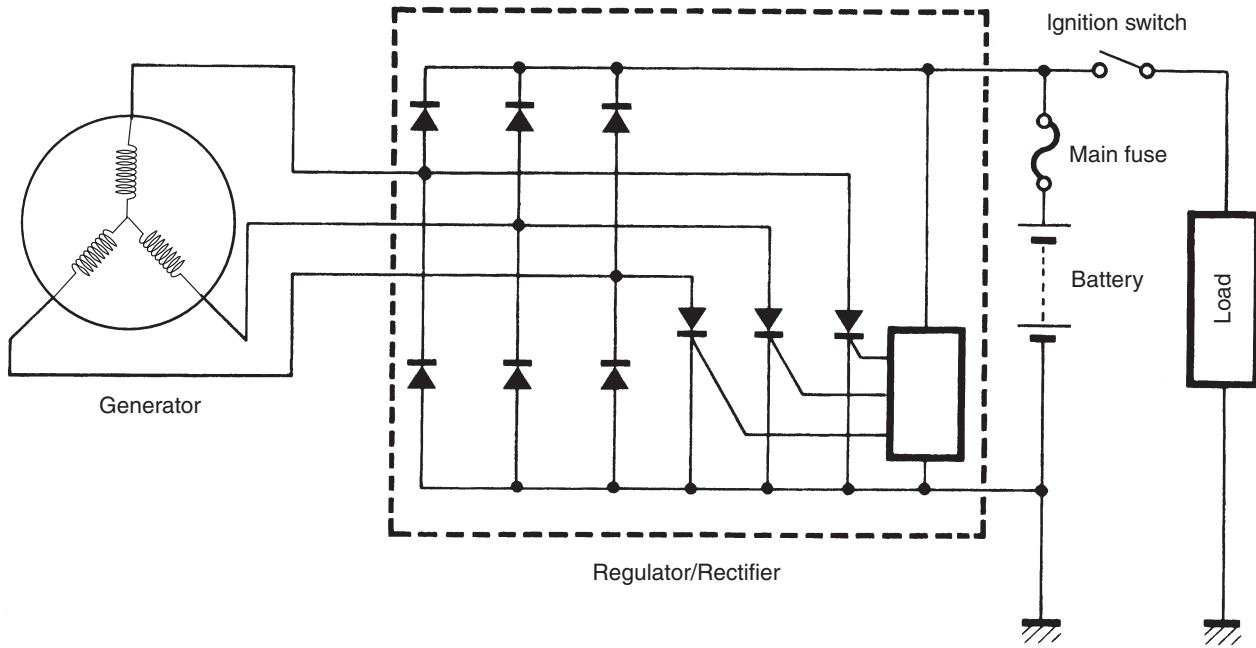 Ignition switch
Main fuse
Battery
Load
Generator
Regulator/Rectifier